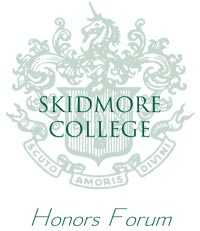 SKIDMORE
COLLEGE
SCUTO AMORIS DIVINI
Honors Forum